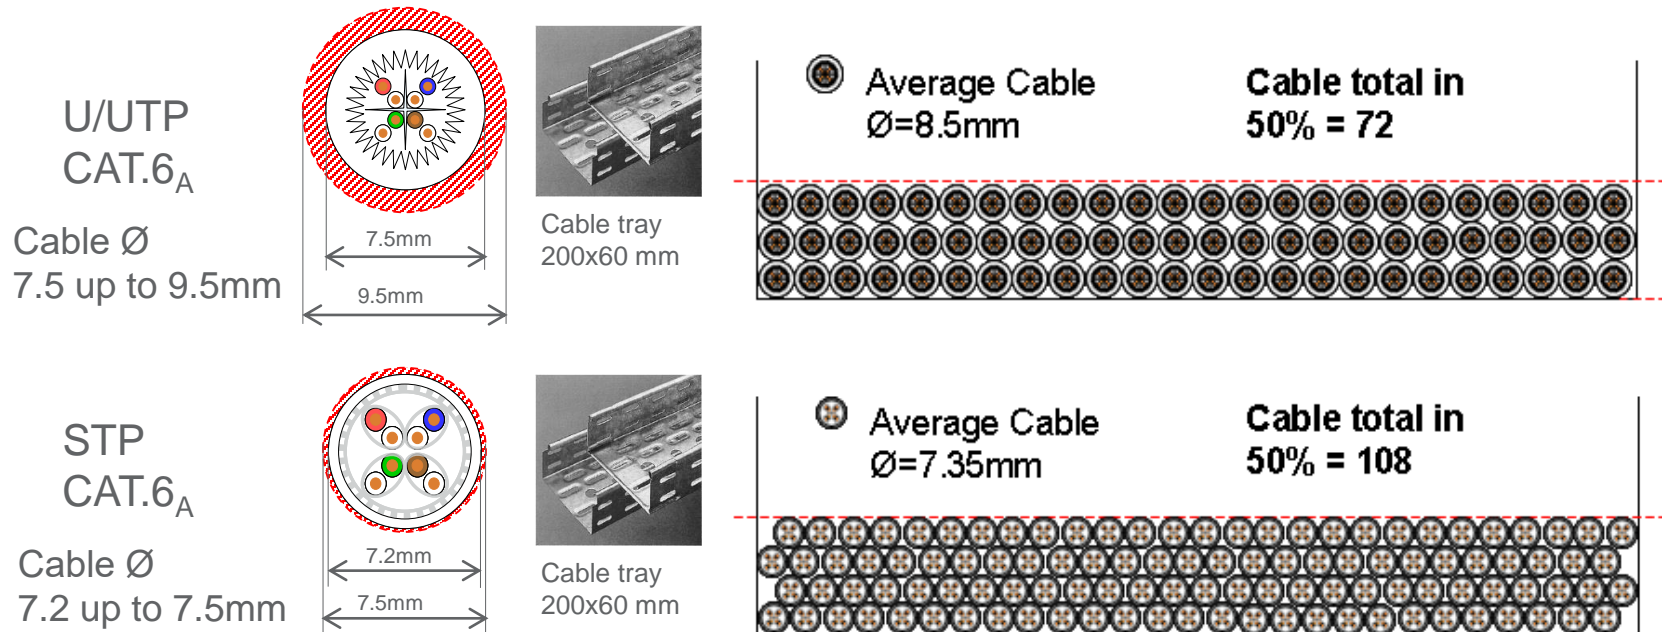 U/UTP
CAT.6A
Cable Ø
7.5 up to 9.5mm
7.5mm
9.5mm
Cable tray
200x60 mm
Average Cable
Ø=8.5mm
Cable total in
50% = 72
STP
CAT.6A
Cable Ø
7.2 up to 7.5mm
7.2mm
7.5mm
Cable tray
200x60 mm
Average Cable
Ø=7.35mm
Cable total in
50% = 108